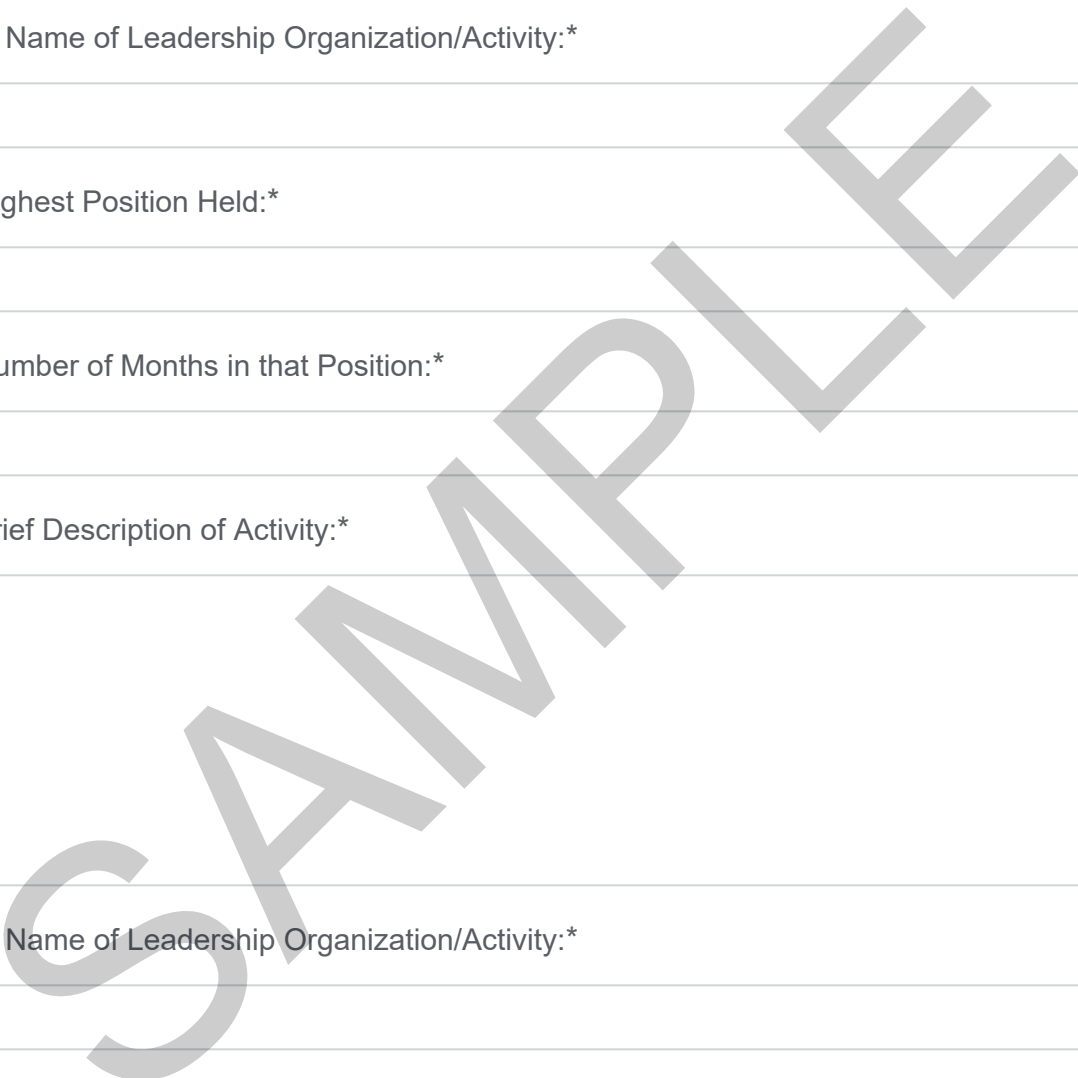 Name of Leadership Organization/Activity:*
ghest Position Held:*
umber of Months in that Position:*
rief Description of Activity:*
Name of Leadership Organization/Activity:*
SAMPLE